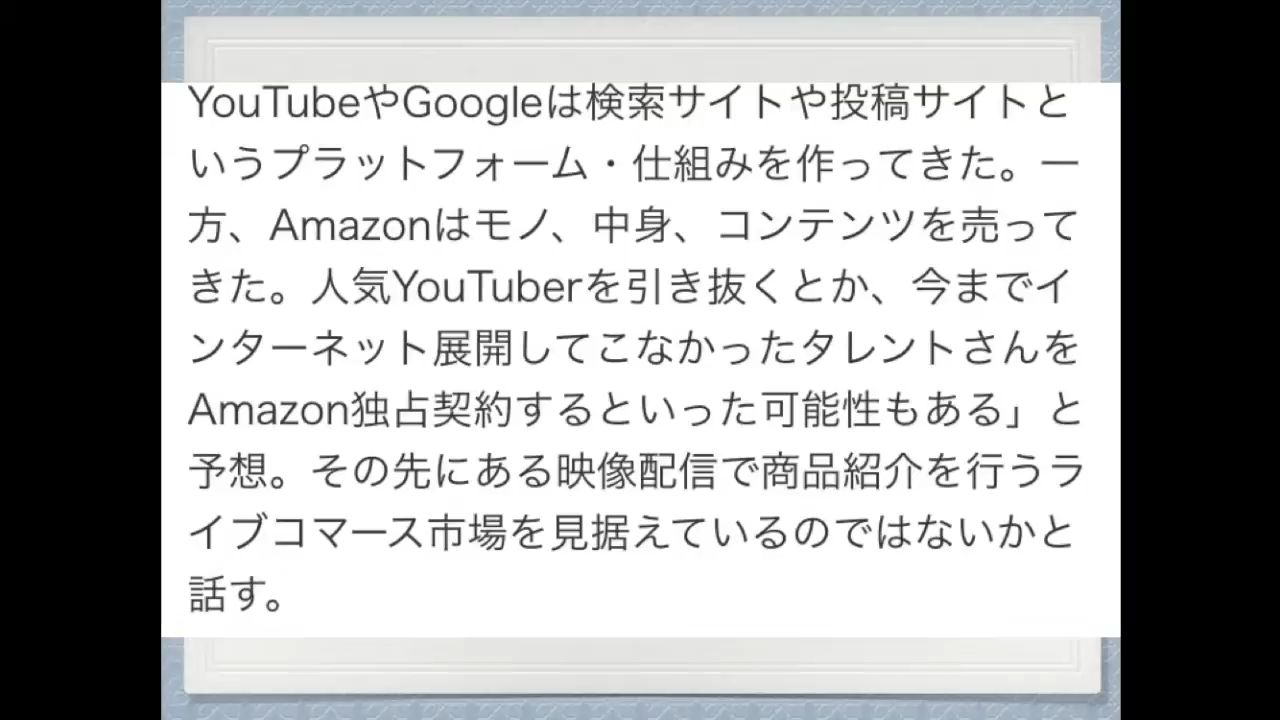 YouTubeやGoogleは検索サイトや投稿サイトと
いうプラットフォーム・仕組みを作ってきた。一
方、Amazonはモノ、中身、コンテンツを売って
きた。人気YouTuberを引き抜くとか、今までイ
ンターネット展開してこなかったタレントさんを
Amazon独占契約するといった可能性もある」と
予想。その先にある映像配信で商品紹介を行うラ
イブコマース市場を見据えているのではないかと
話す。